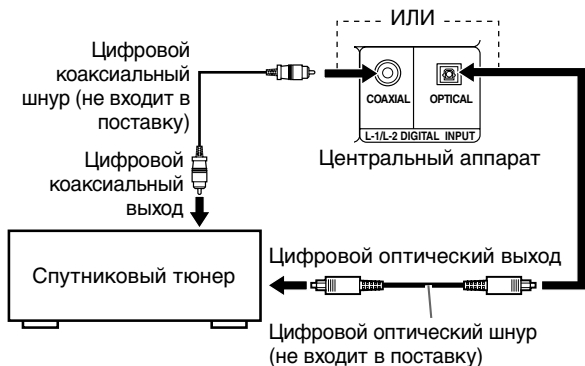 ИЛИ
Цифровой
коаксиальный
шнур (не входит в
поставку)
COAXIAL
OPTICAL
L-1/L-2 DIGITAL INPUT
Центральный аппарат
Цифровой
коаксиальный
выход
Спутниковый тюнер
Цифровой оптический выход
Цифровой оптический шнур
(не входит в поставку)